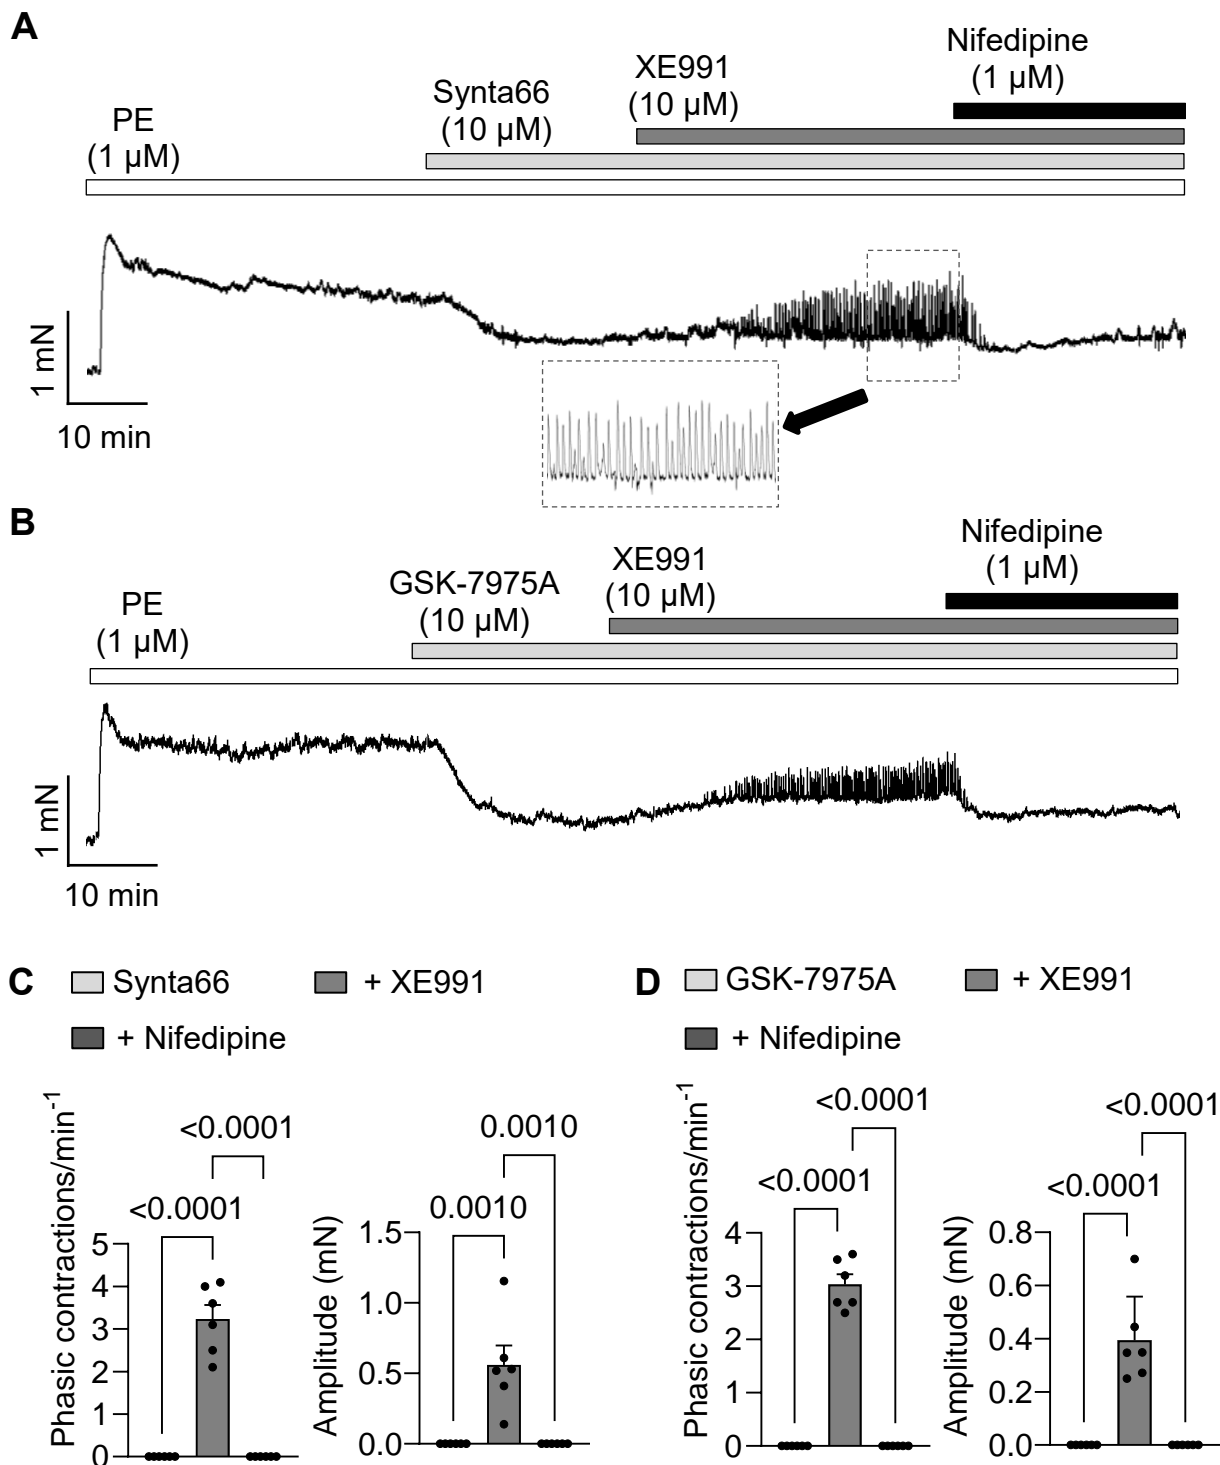 A
Nifedipine
(1 µM)
XE991
(10 µM)
Synta66
(10 µM)
PE
(1 µM)
1 mN
10 min
B
Nifedipine
(1 µM)
XE991
(10 µM)
GSK-7975A
(10 µM)
PE
(1 µM)
1 mN
10 min
C
Synta66
+ XE991
+ Nifedipine
Phasic contractions/min-1
<0.0001
<0.0001
5
4
3
2
1
0
Amplitude (mN)
0.0010
0.0010
1.5
1.0
0.5
0.0
D
GSK-7975A
+ XE991
+ Nifedipine
Phasic contractions/min-1
<0.0001
<0.0001
4
3
2
1
0
Amplitude (mN)
<0.0001
<0.0001
0.8
0.6
0.4
0.2
0.0